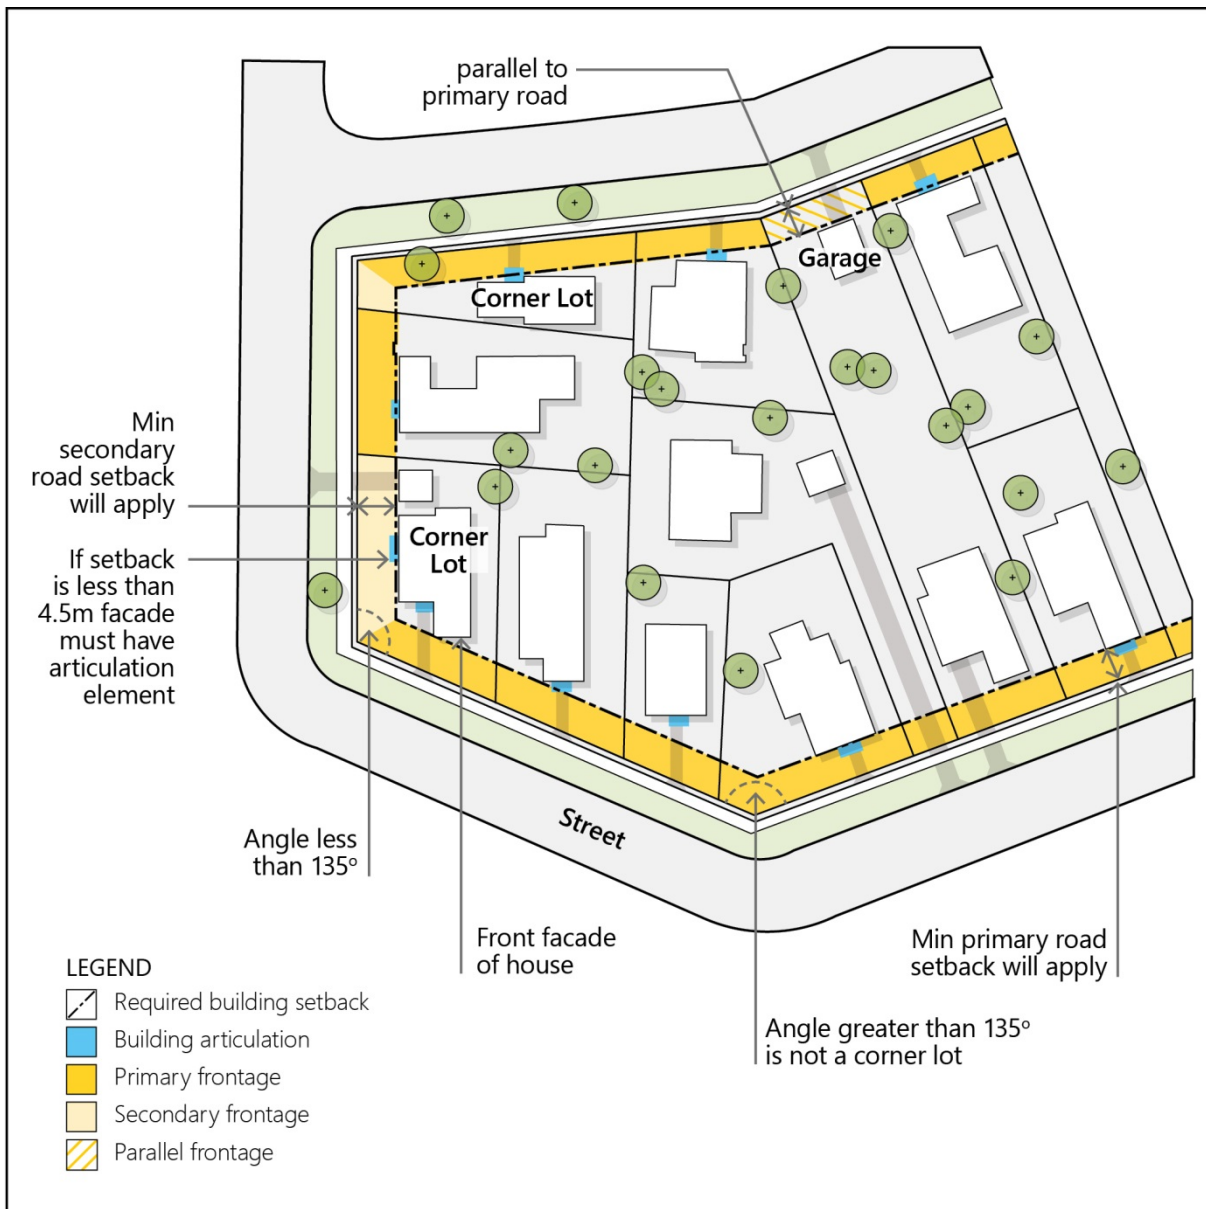 parallel to
primary road
Garage
Corner Lot
Min
secondary
road setback
will apply
Corner
Lot
If setback
is less than
4.5m facade
must have
articulation
element
Street
Angle less
than 135º
Front facade
of house
Min primary road
setback will apply
Angle greater than 135º
is not a corner lot
LEGEND
Required building setback
Building articulation
Primary frontage
Secondary frontage
Parallel frontage